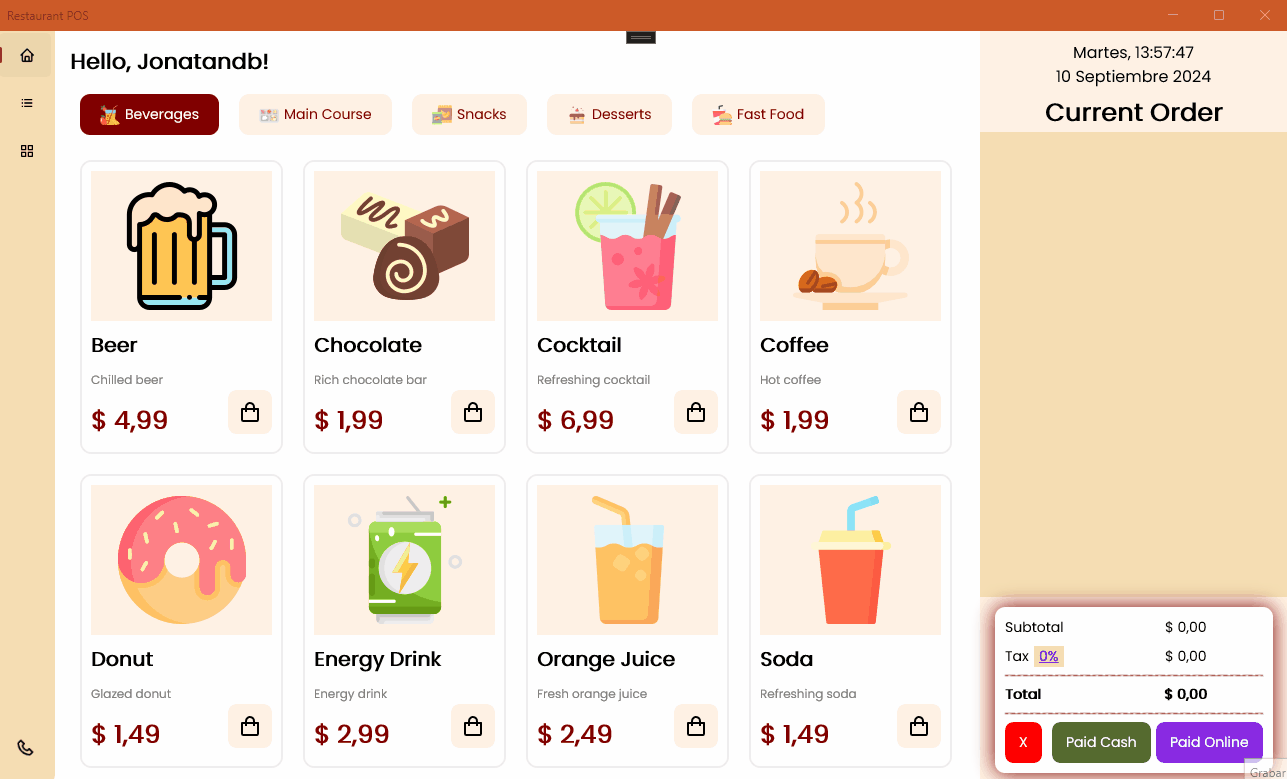 Restaurant POS
Hello, Jonatandb!
Beverages
Main Course
Snacks
Desserts
Fast Food
Beer
Chilled beer
$ 4,99
Chocolate
Rich chocolate bar
$ 1,99
Cocktail
Refreshing cocktail
$ 6,99
Coffee
Hot coffee
$ 1,99
Donut
Glazed donut
$ 1,49
Energy Drink
Energy drink
$ 2,99
Orange Juice
Fresh orange juice
$ 2,49
Soda
Refreshing soda
$ 1,49
Martes, 13:57:47
10 Septiembre 2024
Current Order
Subtotal $ 0,00
Tax 0% $ 0,00
Total $ 0,00
X Paid Cash Paid Online
Grabar